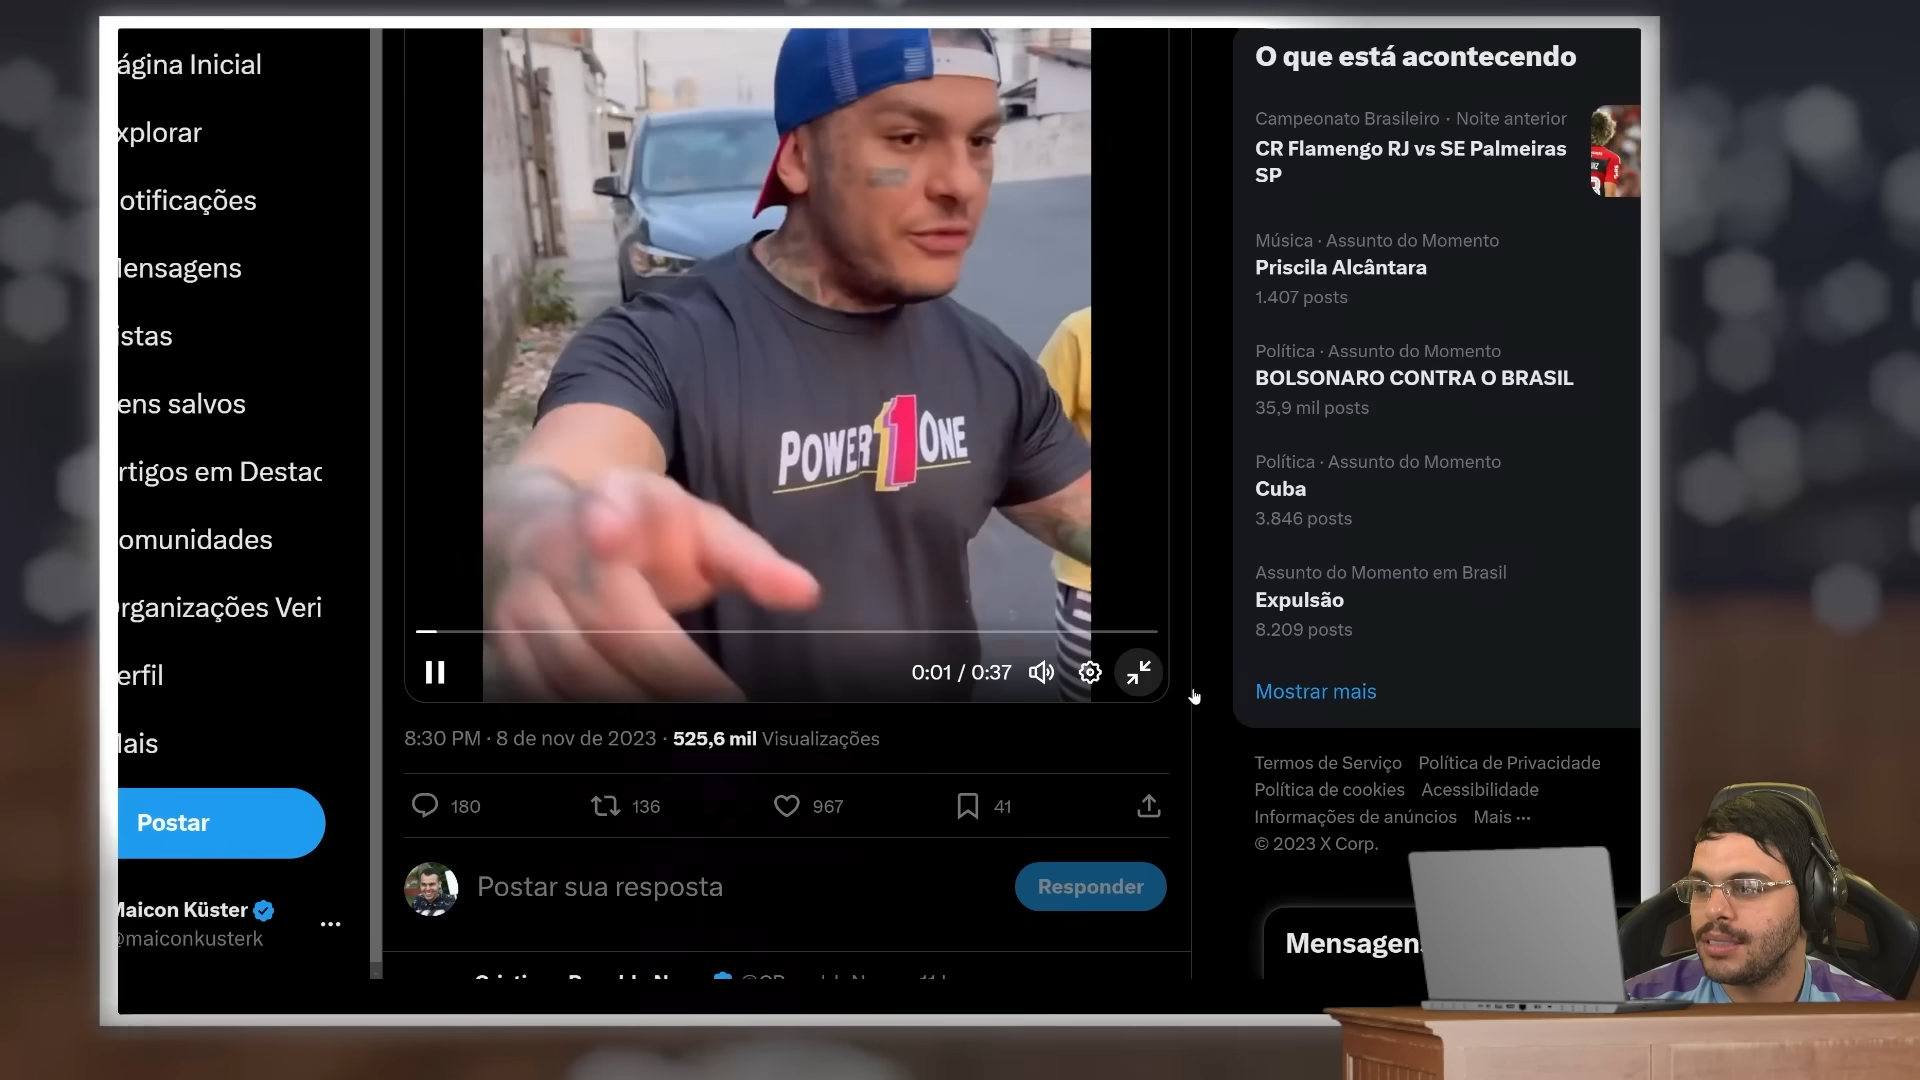 ágina Inicial
xplorar
otificações
ensagens
istas
ens salvos
rtigos em Destac
omunidades
rganizações Veri
erfil
ais
Postar
Maicon Küster
@maiconkusterk
POWER 1 ONE
0:01 / 0:37
8:30 PM · 8 de nov de 2023 · 525,6 mil Visualizações
180
136
967
41
Postar sua resposta
Responder
O que está acontecendo
Campeonato Brasileiro · Noite anterior
CR Flamengo RJ vs SE Palmeiras
SP
Música · Assunto do Momento
Priscila Alcântara
1.407 posts
Política · Assunto do Momento
BOLSONARO CONTRA O BRASIL
35,9 mil posts
Política · Assunto do Momento
Cuba
3.846 posts
Assunto do Momento em Brasil
Expulsão
8.209 posts
Mostrar mais
Termos de Serviço Política de Privacidade
Política de cookies Acessibilidade
Informações de anúncios Mais ···
© 2023 X Corp.
Mensagens